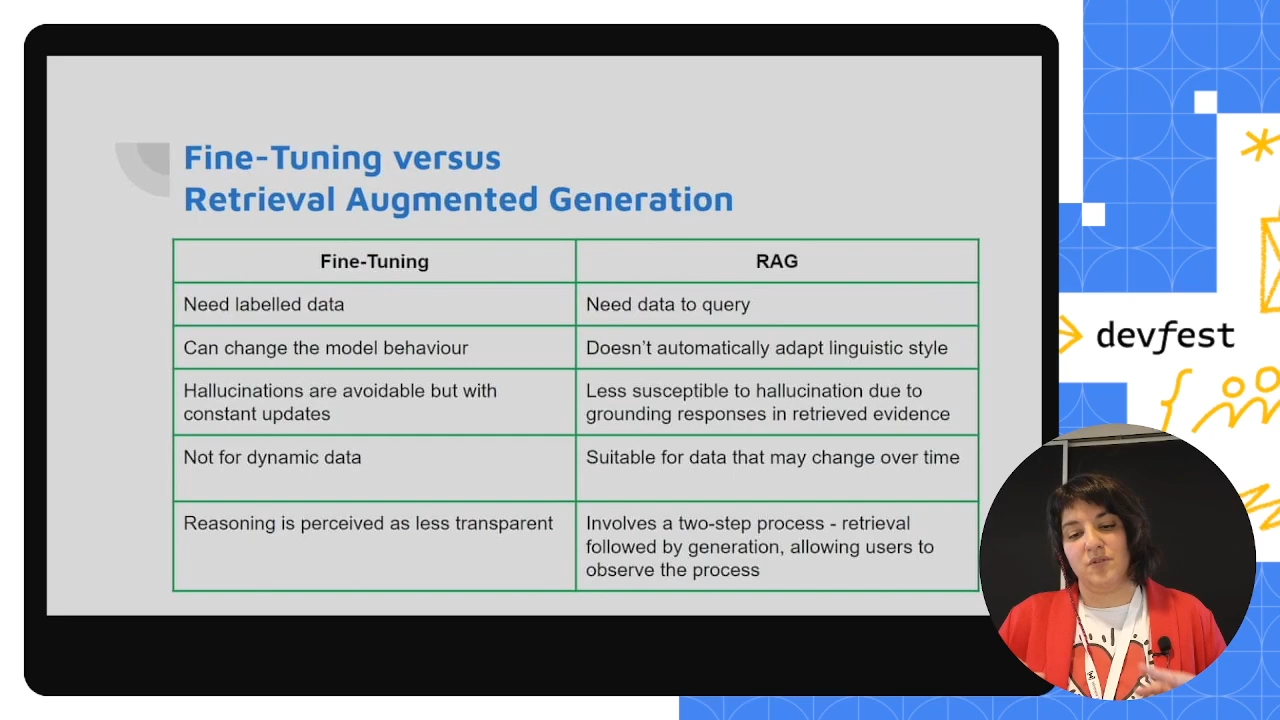 Fine-Tuning versus
Retrieval Augmented Generation
Fine-Tuning
RAG
Need labelled data
Need data to query
Can change the model behaviour
Doesn't automatically adapt linguistic style
Hallucinations are avoidable but with
constant updates
Less susceptible to hallucination due to
grounding responses in retrieved evidence
Not for dynamic data
Suitable for data that may change over time
Reasoning is perceived as less transparent
Involves a two-step process - retrieval
followed by generation, allowing users to
observe the process
devfest